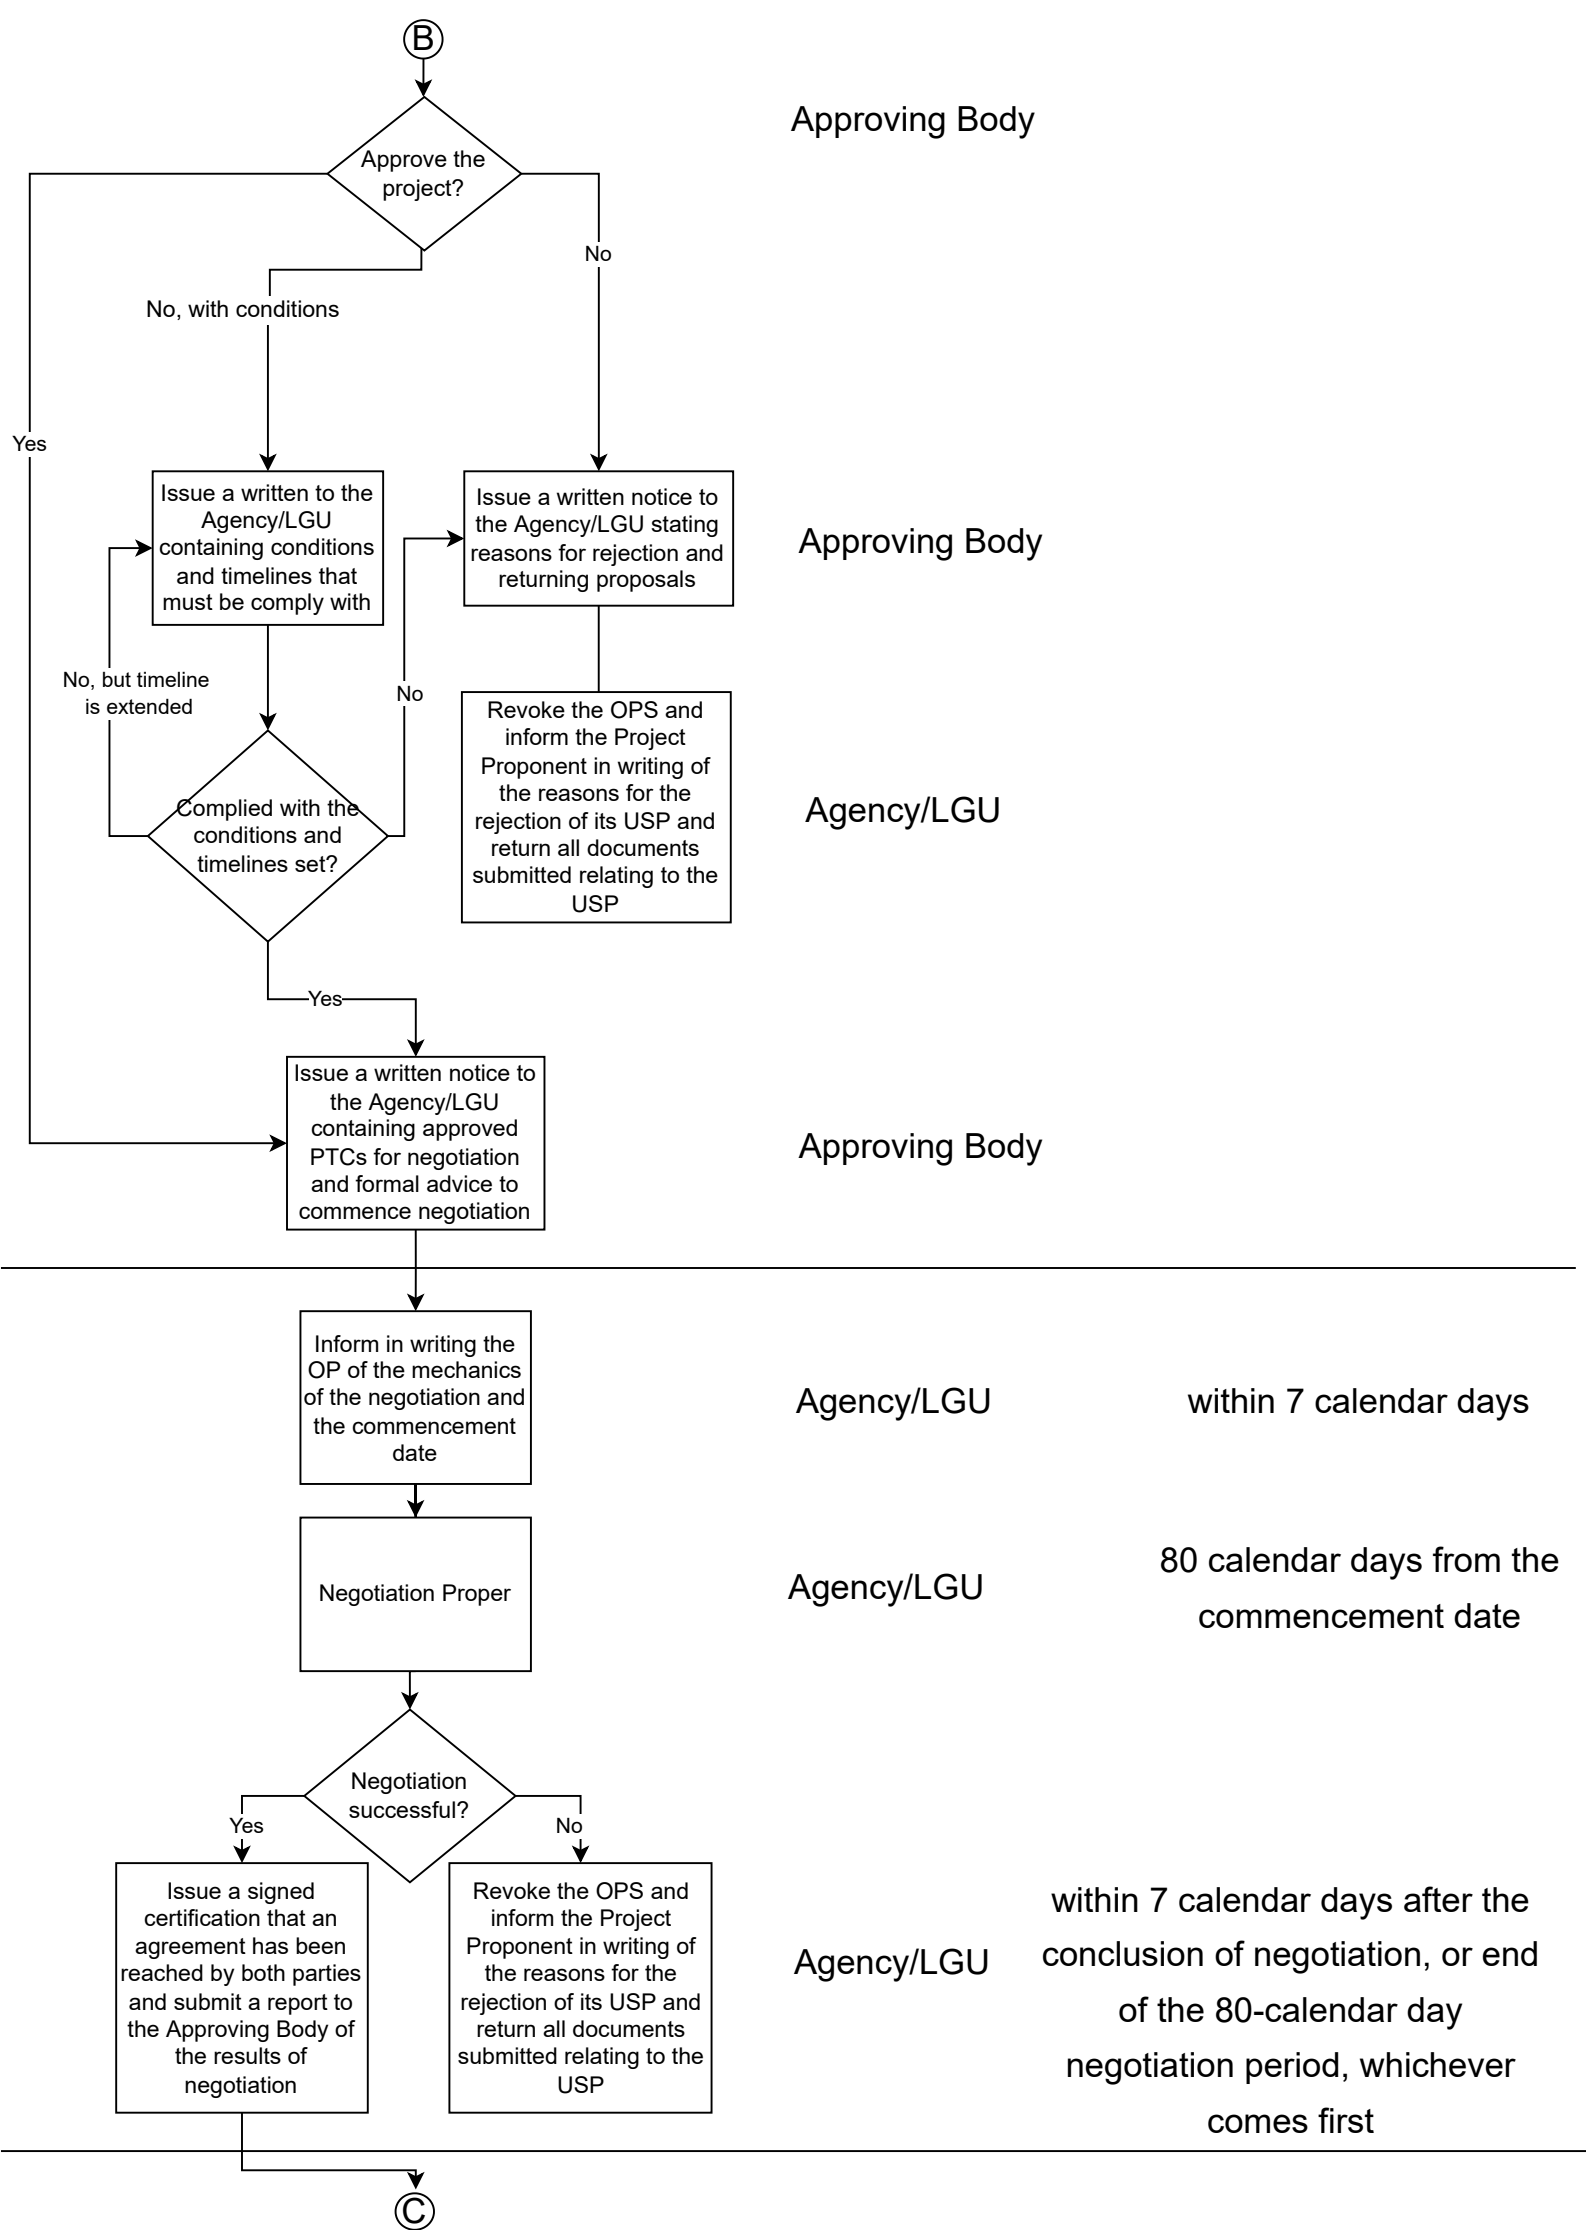 B
Approving Body
Approve the
project?
No
No, with conditions
Yes
Issue a written to the
Agency/LGU
containing conditions
and timelines that
must be comply with
Issue a written notice to
the Agency/LGU stating
reasons for rejection and
returning proposals
Approving Body
No, but timeline
is extended
No
Complied with the
conditions and
timelines set?
Revoke the OPS and
inform the Project
Proponent in writing of
the reasons for the
rejection of its USP and
return all documents
submitted relating to the
USP
Agency/LGU
Yes
Issue a written notice to
the Agency/LGU
containing approved
PTCs for negotiation
and formal advice to
commence negotiation
Approving Body
Inform in writing the
OP of the mechanics
of the negotiation and
the commencement
date
Agency/LGU
within 7 calendar days
Negotiation Proper
Agency/LGU
80 calendar days from the
commencement date
Negotiation
successful?
Yes
No
Issue a signed
certification that an
agreement has been
reached by both parties
and submit a report to
the Approving Body of
the results of
negotiation
Revoke the OPS and
inform the Project
Proponent in writing of
the reasons for the
rejection of its USP and
return all documents
submitted relating to the
USP
Agency/LGU
within 7 calendar days after the
conclusion of negotiation, or end
of the 80-calendar day
negotiation period, whichever
comes first
C